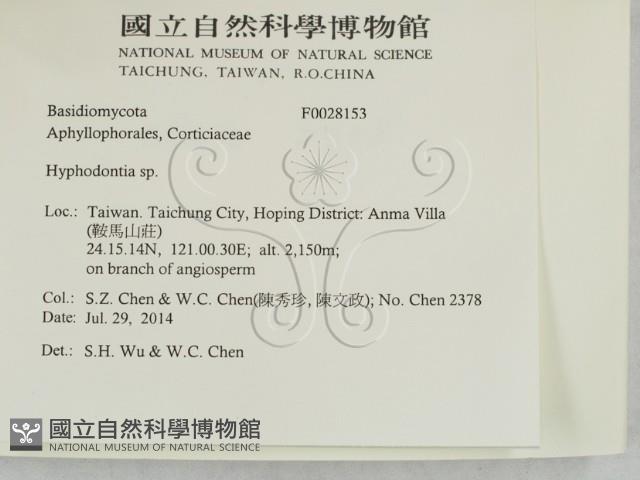 國立自然科學博物館
NATIONAL MUSEUM OF NATURAL SCIENCE
TAICHUNG, TAIWAN, R.O.CHINA
Basidiomycota F0028153
Aphyllophorales, Corticiaceae
Hyphodontia sp.
Loc.: Taiwan. Taichung City, Hoping District: Anma Villa
(鞍馬山莊)
24.15.14N, 121.00.30E; alt. 2,150m;
on branch of angiosperm
Col.: S.Z. Chen & W.C. Chen(陳秀珍, 陳文政); No. Chen 2378
Date: Jul. 29, 2014
Det.: S.H. Wu & W.C. Chen
國立自然科學博物館
NATIONAL MUSEUM OF NATURAL SCIENCE